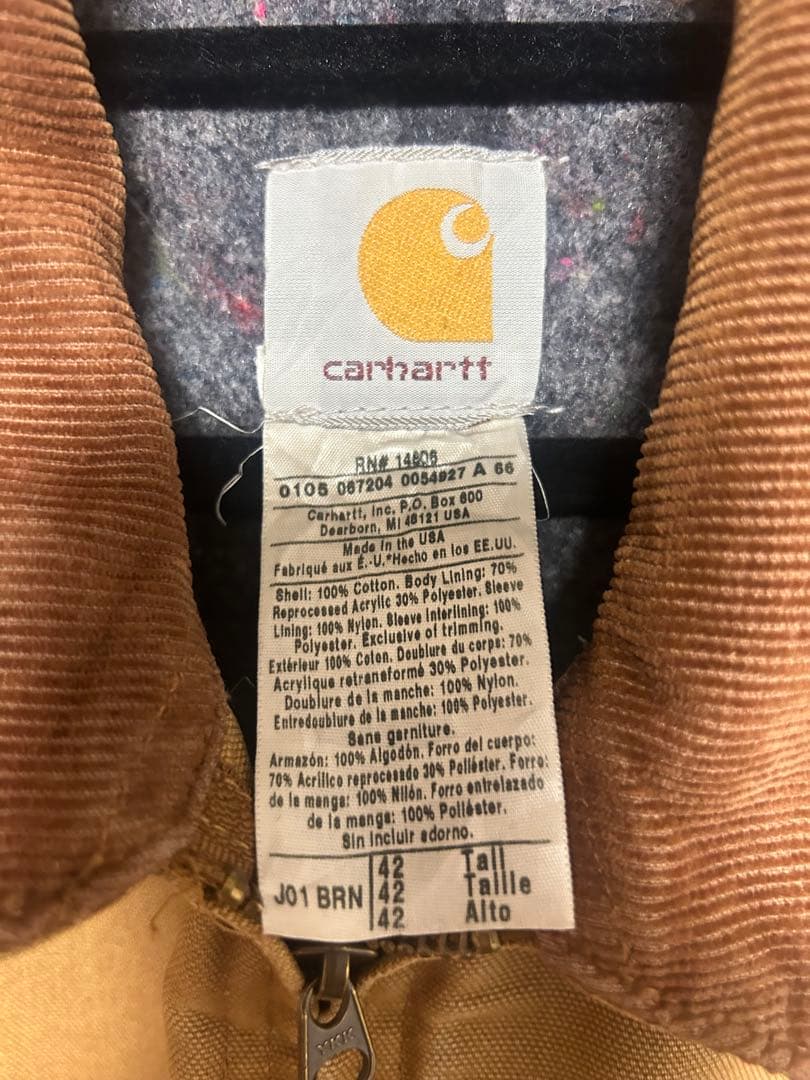 carhartt
RN# 14806
0105 067204 0054927 A 66
Carhartt, Inc. P.O. Box 600
Dearborn, MI 48121 USA
Made in the USA
Fabriqué aux É.-U.*Hecho en los EE.UU.
Shell: 100% Cotton. Body Lining: 70%
Reprocessed Acrylic 30% Polyester. Sleeve
Lining: 100% Nylon. Sleeve Interlining: 100%
Polyester. Exclusive of trimming.
Extérieur 100% Coton. Doublure du corps: 70%
Acrylique retransformé 30% Polyester.
Doublure de la manche: 100% Nylon.
Entredoublure de la manche: 100% Polyester.
Sans garniture.
Armazón: 100% Algodón. Forro del cuerpo:
70% Acrílico reprocesado 30% Poliéster. Forro:
de la manga: 100% Nilón. Forro entrelazado
de la manga: 100% Poliéster.
Sin incluir adorno.
J01 BRN
42 Tall
42 Taille
42 Alto
YKK